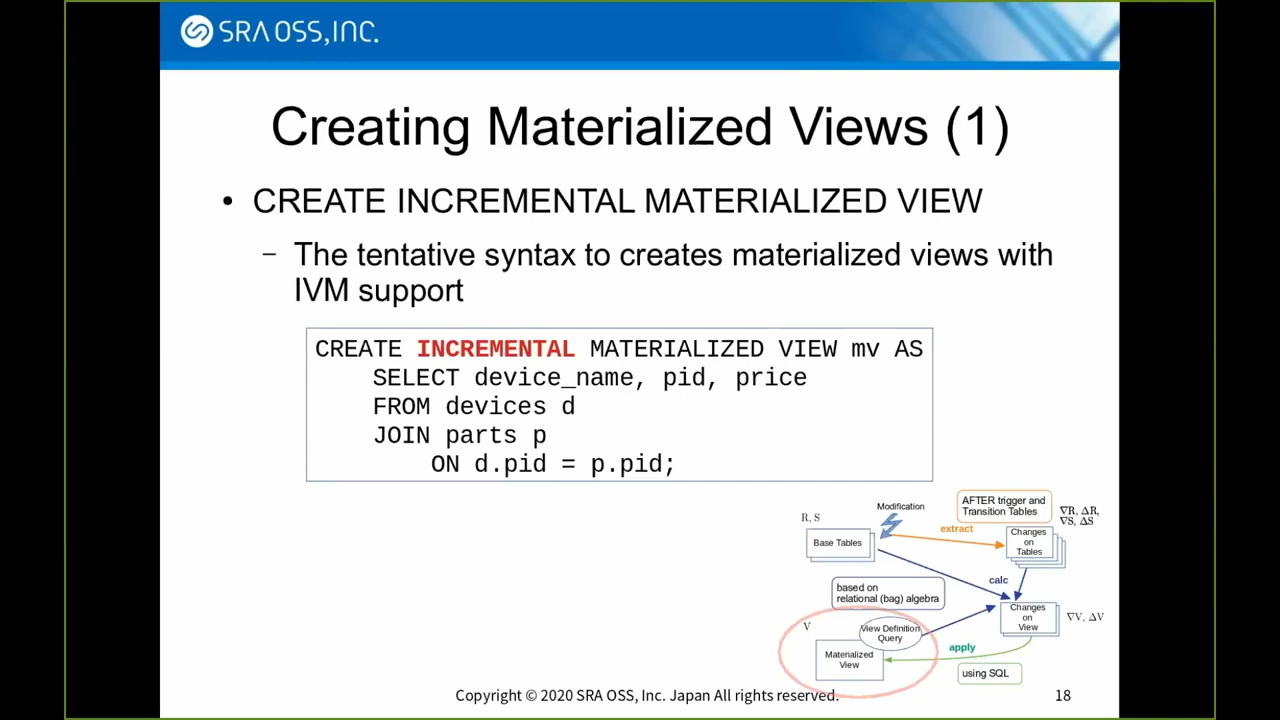 SRA OSS, INC.
Creating Materialized Views (1)
• CREATE INCREMENTAL MATERIALIZED VIEW
– The tentative syntax to creates materialized views with
IVM support
CREATE INCREMENTAL MATERIALIZED VIEW mv AS
SELECT device_name, pid, price
FROM devices d
JOIN parts p
ON d.pid = p.pid;
R, S
Modification
AFTER trigger and
Transition Tables
∇R, ΔR,
∇S, ΔS
Base Tables
extract
Changes
on
Tables
calc
based on
relational (bag) algebra
Changes
on
View
∇V, ΔV
V
View Definition
Query
Materialized
View
apply
using SQL
Copyright © 2020 SRA OSS, Inc. Japan All rights reserved.
18